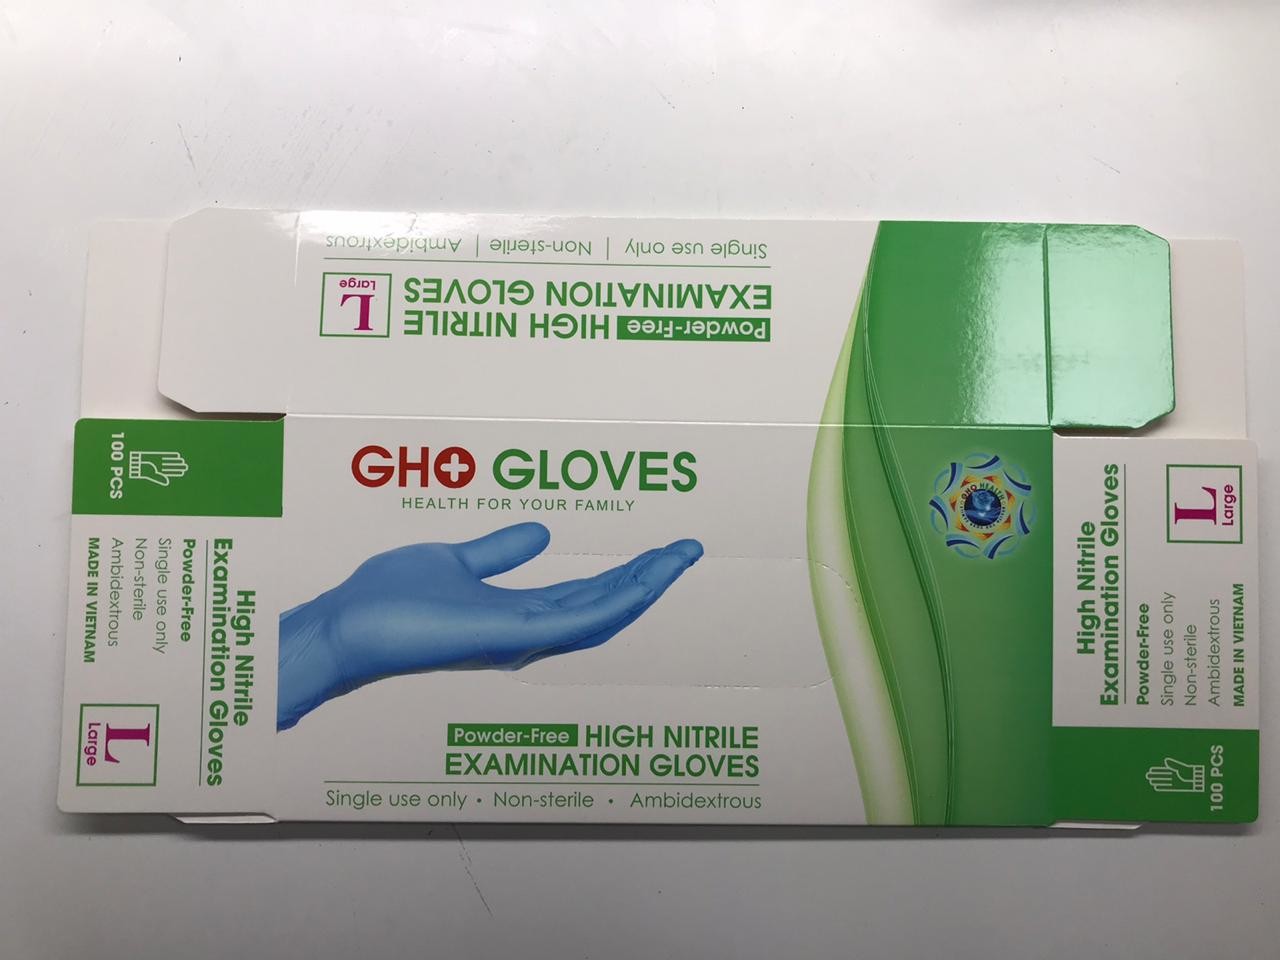 Single use only | Non-sterile | Ambidextrous
Powder-Free HIGH NITRILE
EXAMINATION GLOVES
L
Large
GHO GLOVES
HEALTH FOR YOUR FAMILY
GHO HEALTH
Powder-Free HIGH NITRILE
EXAMINATION GLOVES
Single use only • Non-sterile • Ambidextrous
100 PCS
High Nitrile
Examination Gloves
Powder-Free
Single use only
Non-sterile
Ambidextrous
MADE IN VIETNAM
L
Large
L
Large
High Nitrile
Examination Gloves
Powder-Free
Single use only
Non-sterile
Ambidextrous
MADE IN VIETNAM
100 PCS